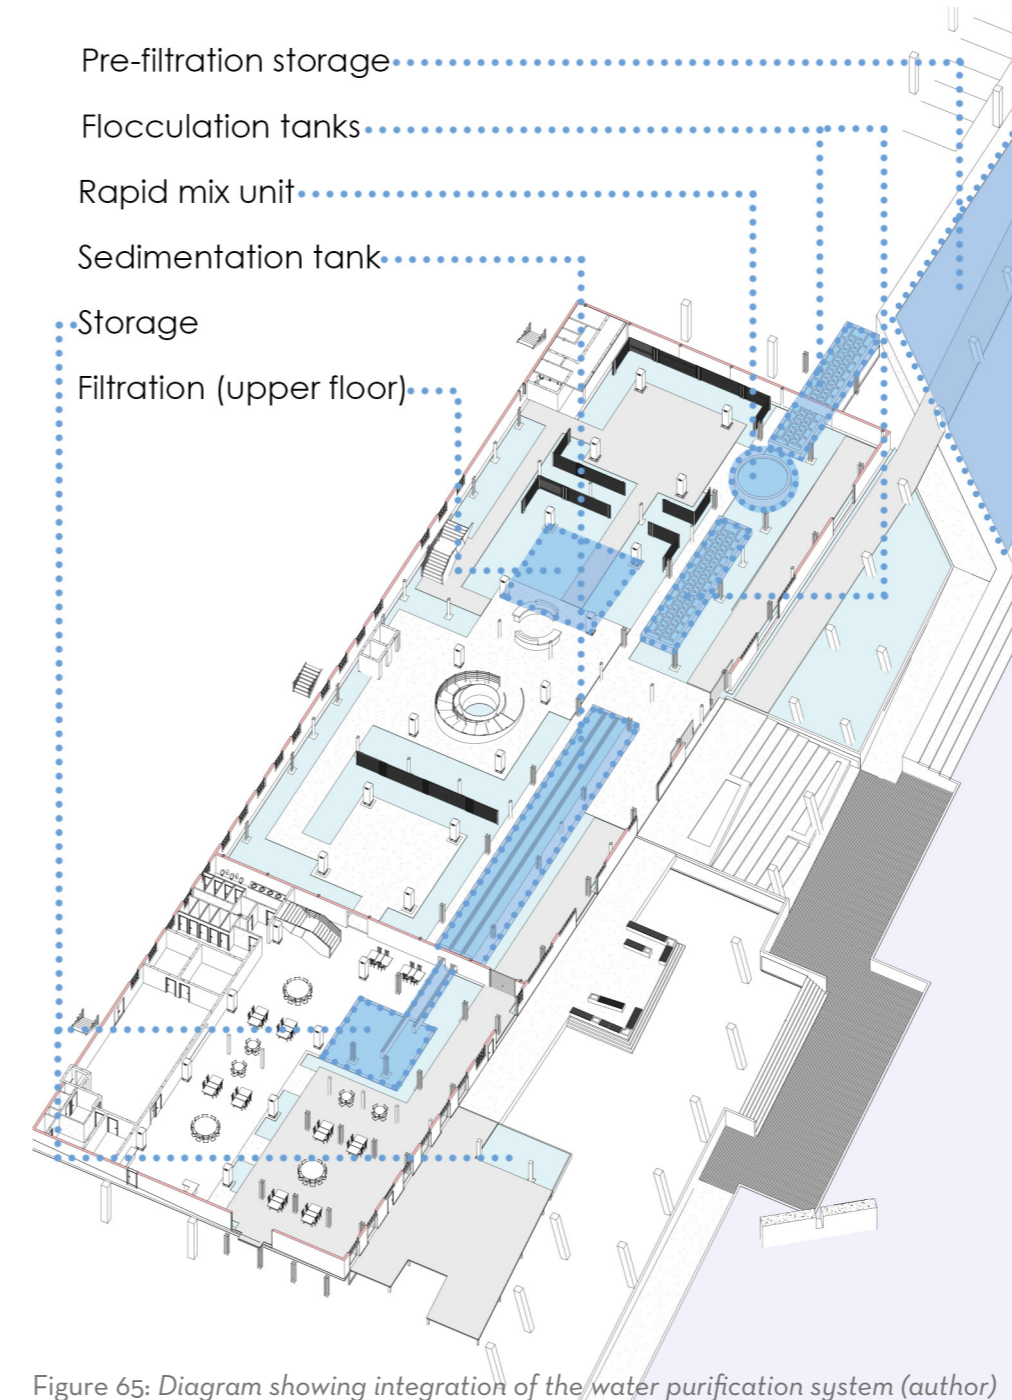 Pre-filtration storage
Flocculation tanks
Rapid mix unit
Sedimentation tank
Storage
Filtration (upper floor)
Figure 65: Diagram showing integration of the water purification system (author)